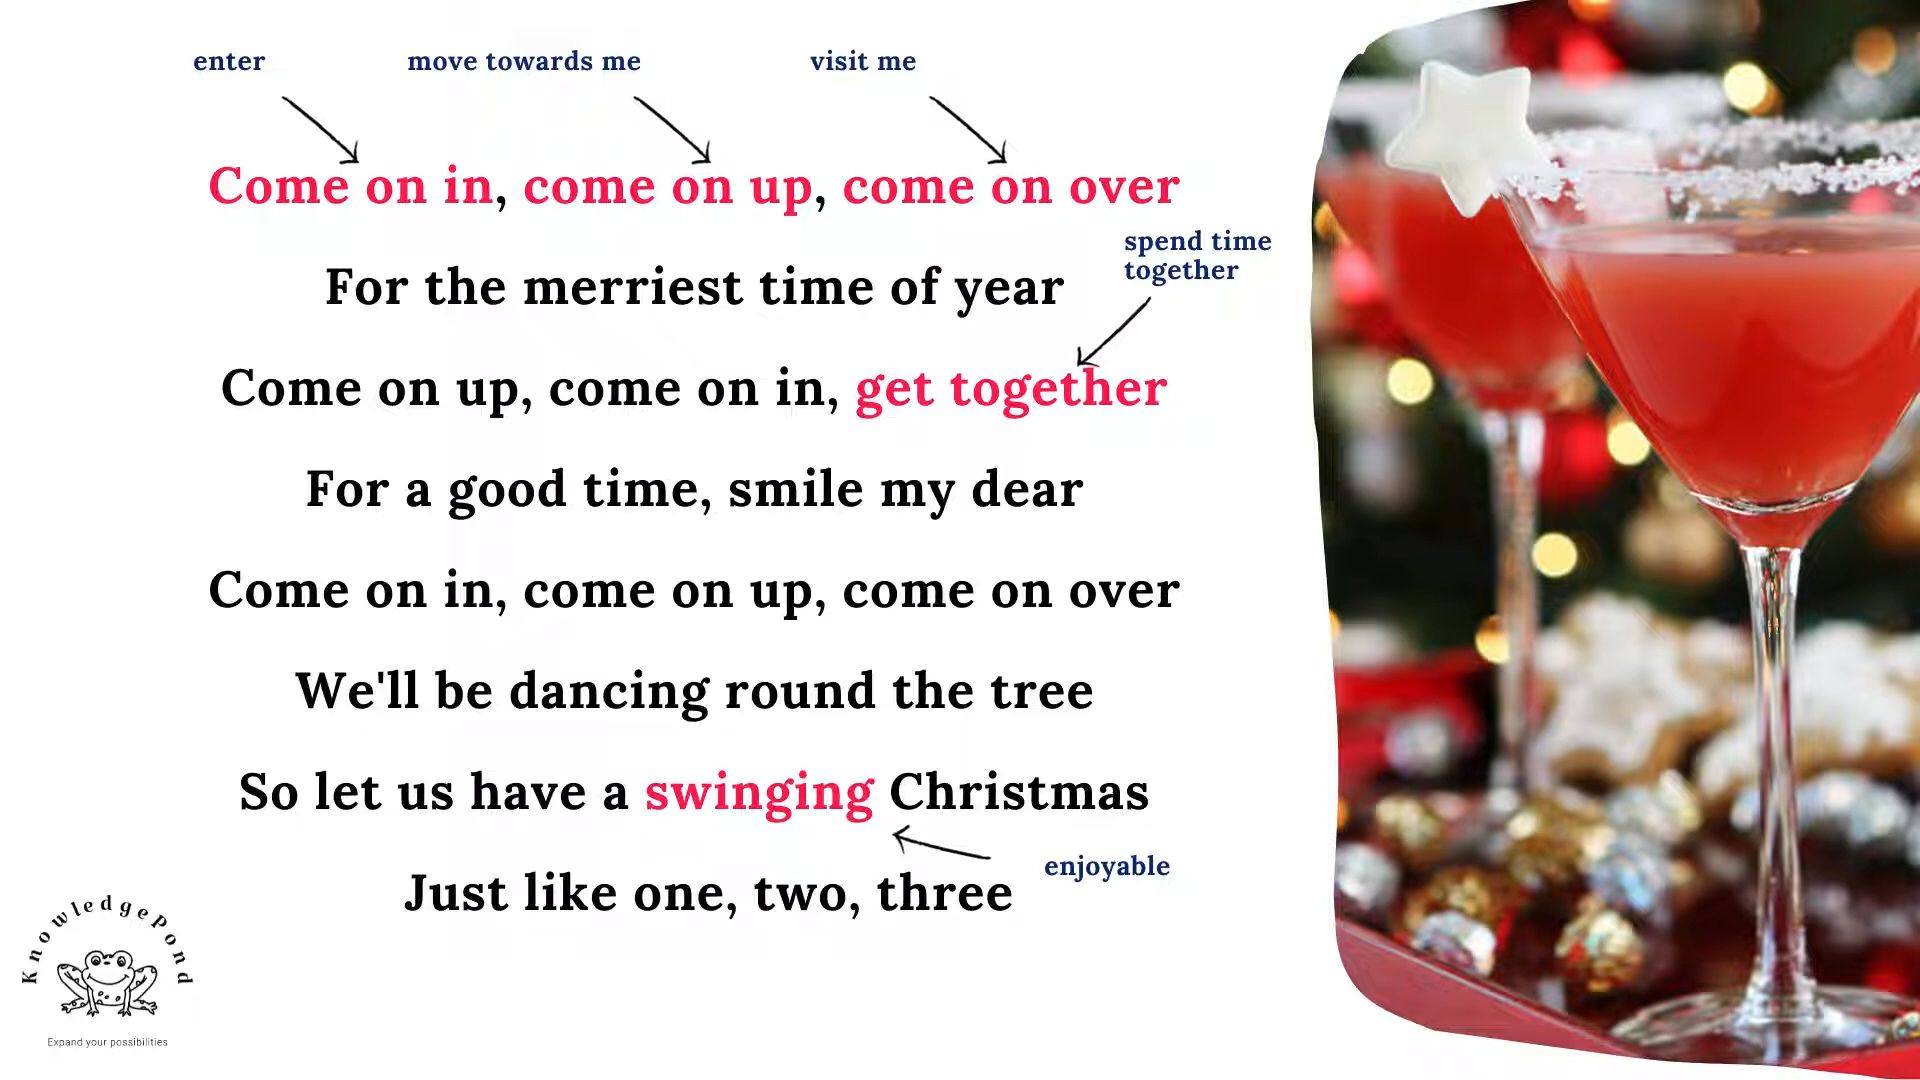 enter move towards me visit me
Come on in, come on up, come on over
spend time
together
For the merriest time of year
Come on up, come on in, get together
For a good time, smile my dear
Come on in, come on up, come on over
We'll be dancing round the tree
So let us have a swinging Christmas
enjoyable
Just like one, two, three
KnowledgePond
Expand your possibilities